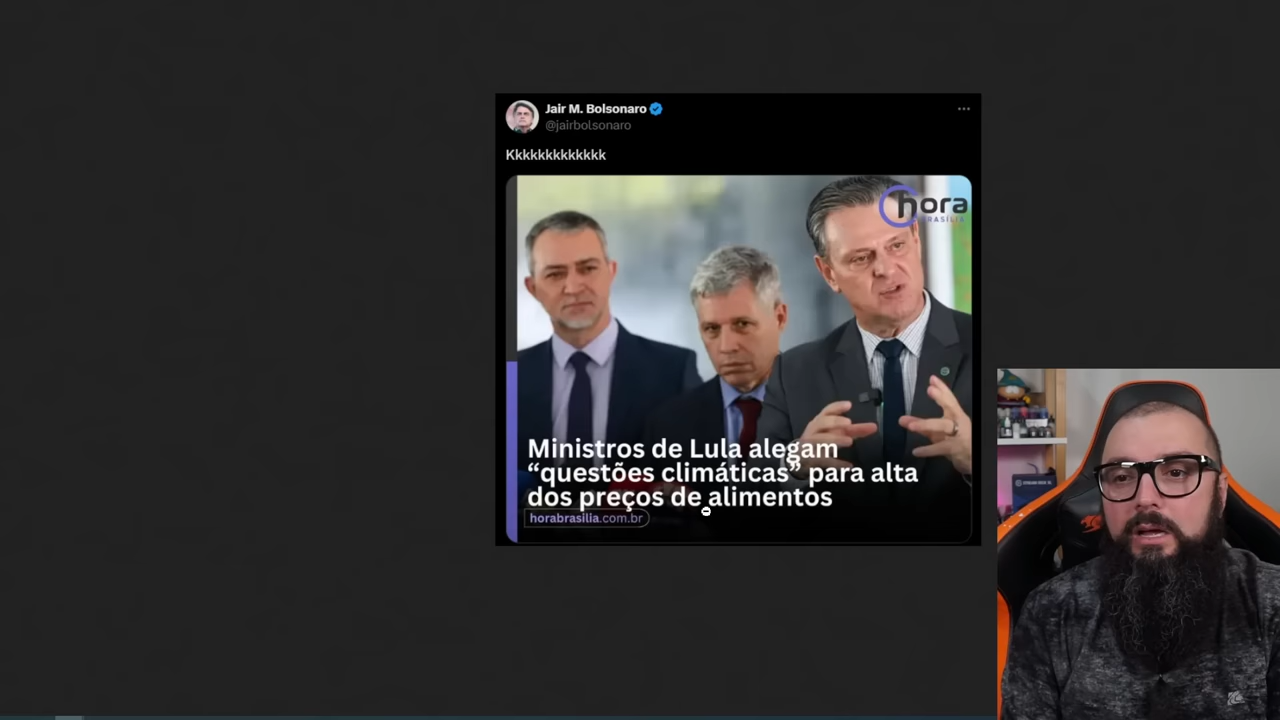 Jair M. Bolsonaro
@jairbolsonaro
Kkkkkkkkkkkkk
hora
BRASÍLIA
Ministros de Lula alegam
“questões climáticas” para alta
dos preços de alimentos
horabrasilia.com.br